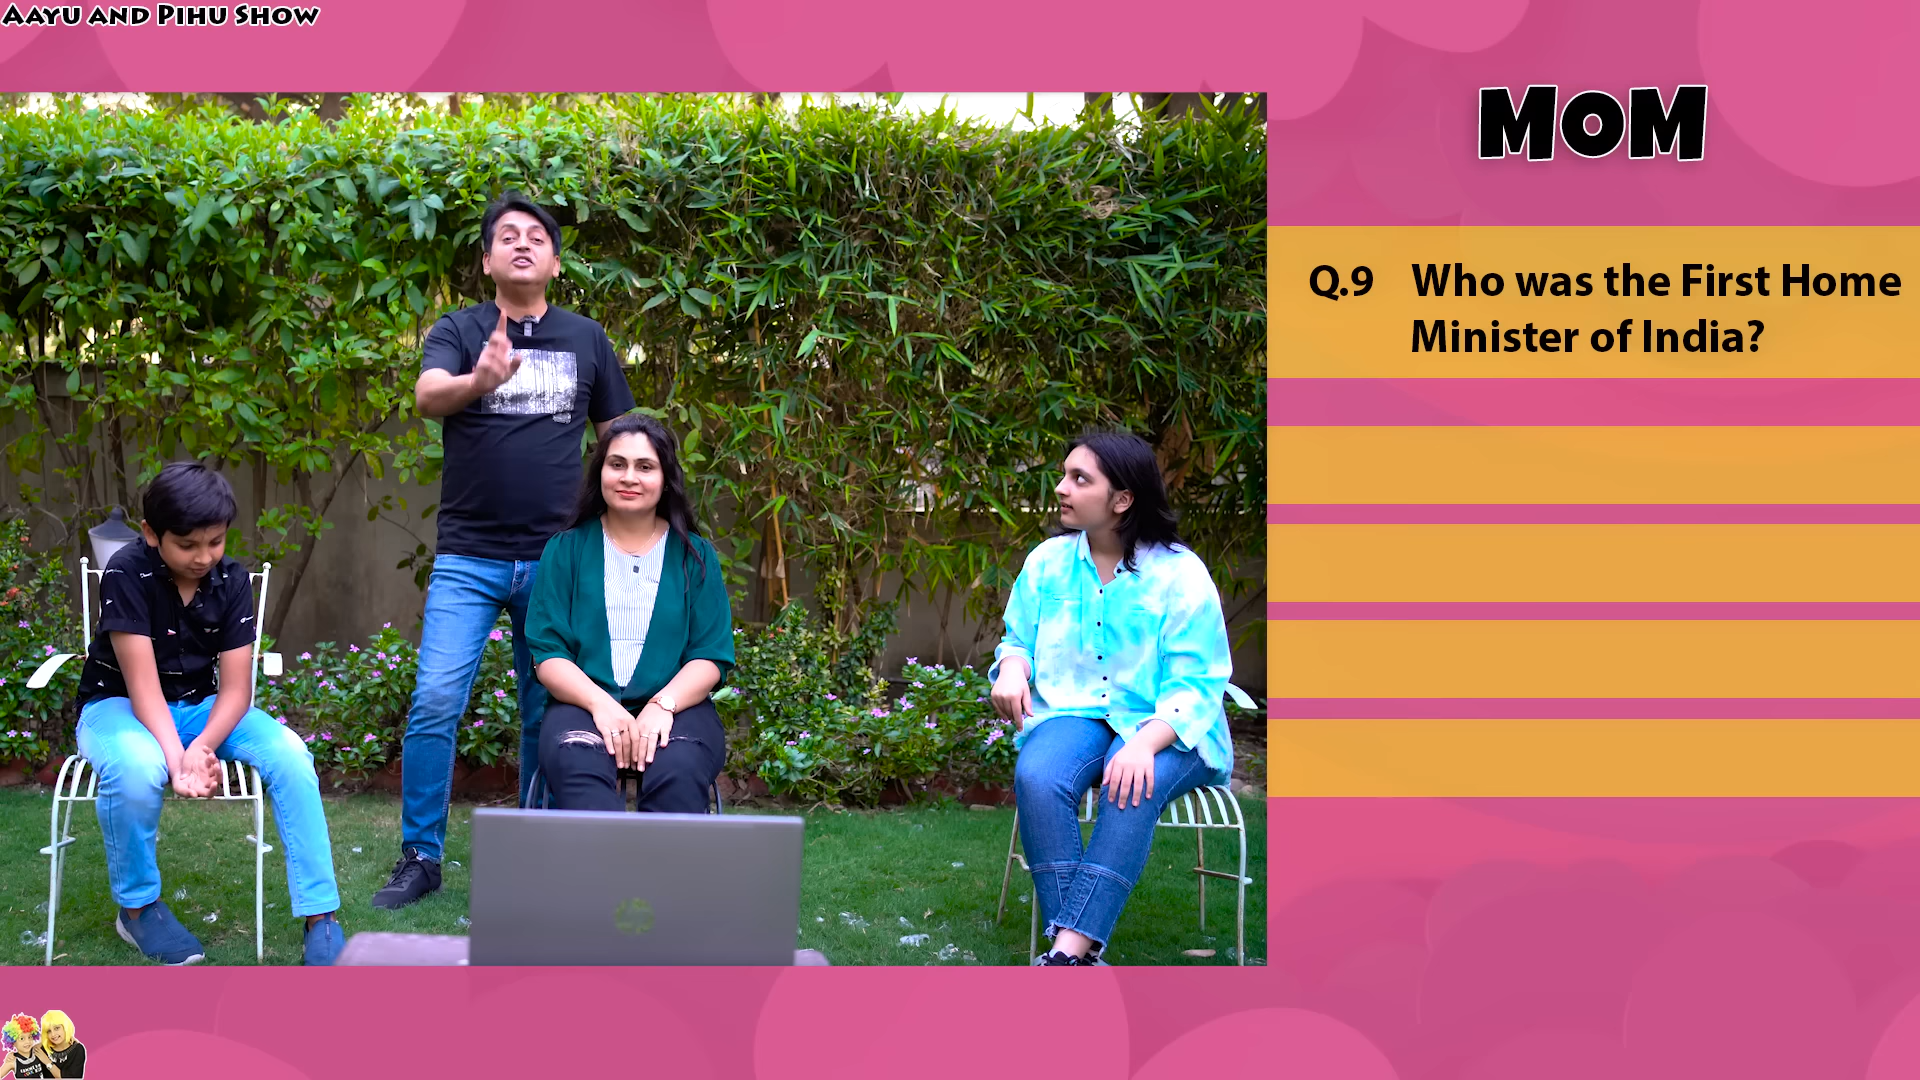 Aayu and Pihu Show
MOM
Q.9 Who was the First Home
Minister of India?